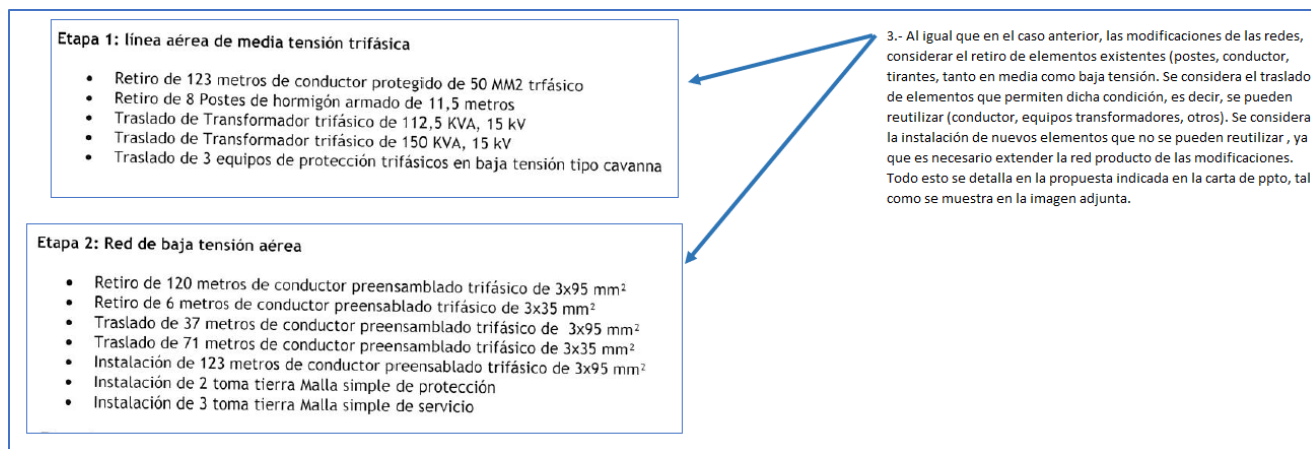 Etapa 1: línea aérea de media tensión trifásica
• Retiro de 123 metros de conductor protegido de 50 MM2 trfásico
• Retiro de 8 Postes de hormigón armado de 11,5 metros
• Traslado de Transformador trifásico de 112,5 KVA, 15 kV
• Traslado de Transformador trifásico de 150 KVA, 15 kV
• Traslado de 3 equipos de protección trifásicos en baja tensión tipo cavanna
Etapa 2: Red de baja tensión aérea
• Retiro de 120 metros de conductor preensamblado trifásico de 3x95 mm²
• Retiro de 6 metros de conductor preensablado trifásico de 3x35 mm²
• Traslado de 37 metros de conductor preensamblado trifásico de 3x95 mm²
• Traslado de 71 metros de conductor preensamblado trifásico de 3x35 mm²
• Instalación de 123 metros de conductor preensablado trifásico de 3x95 mm²
• Instalación de 2 toma tierra Malla simple de protección
• Instalación de 3 toma tierra Malla simple de servicio
3.- Al igual que en el caso anterior, las modificaciones de las redes,
considerar el retiro de elementos existentes (postes, conductor,
tirantes, tanto en media como baja tensión. Se considera el traslado
de elementos que permiten dicha condición, es decir, se pueden
reutilizar (conductor, equipos transformadores, otros). Se considera
la instalación de nuevos elementos que no se pueden reutilizar , ya
que es necesario extender la red producto de las modificaciones.
Todo esto se detalla en la propuesta indicada en la carta de ppto, tal
como se muestra en la imagen adjunta.